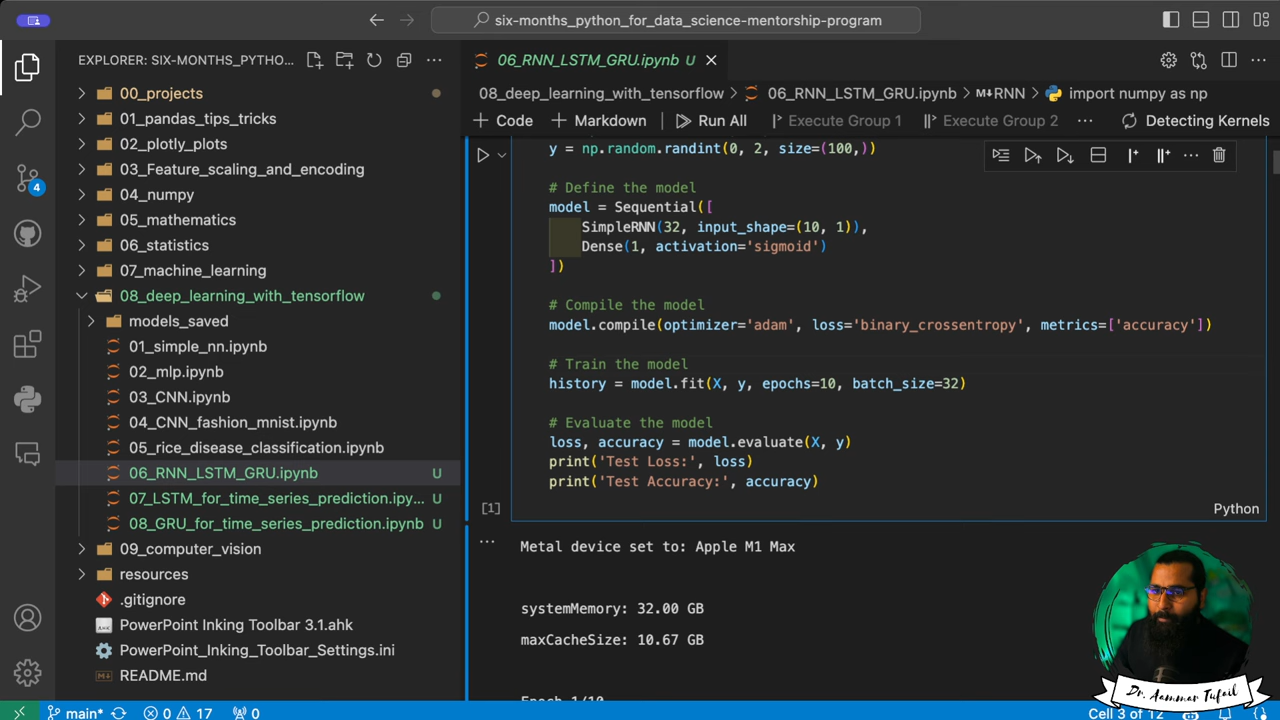 six-months_python_for_data_science-mentorship-program
EXPLORER: SIX-MONTHS_PYTHO...
00_projects
01_pandas_tips_tricks
02_plotly_plots
03_Feature_scaling_and_encoding
04_numpy
05_mathematics
06_statistics
07_machine_learning
08_deep_learning_with_tensorflow
models_saved
01_simple_nn.ipynb
02_mlp.ipynb
03_CNN.ipynb
04_CNN_fashion_mnist.ipynb
05_rice_disease_classification.ipynb
06_RNN_LSTM_GRU.ipynb U
07_LSTM_for_time_series_prediction.ipy... U
08_GRU_for_time_series_prediction.ipynb U
09_computer_vision
resources
.gitignore
PowerPoint Inking Toolbar 3.1.ahk
PowerPoint_Inking_Toolbar_Settings.ini
README.md
4
06_RNN_LSTM_GRU.ipynb U
08_deep_learning_with_tensorflow > 06_RNN_LSTM_GRU.ipynb > M↓RNN > import numpy as np
+ Code + Markdown Run All Execute Group 1 Execute Group 2 ... Detecting Kernels
y = np.random.randint(0, 2, size=(100,))
# Define the model
model = Sequential([
SimpleRNN(32, input_shape=(10, 1)),
Dense(1, activation='sigmoid')
])
# Compile the model
model.compile(optimizer='adam', loss='binary_crossentropy', metrics=['accuracy'])
# Train the model
history = model.fit(X, y, epochs=10, batch_size=32)
# Evaluate the model
loss, accuracy = model.evaluate(X, y)
print('Test Loss:', loss)
print('Test Accuracy:', accuracy)
[1]
Python
Metal device set to: Apple M1 Max
systemMemory: 32.00 GB
maxCacheSize: 10.67 GB
Epoch 1/10
Dr. Aammar Tufail
main* 0 17 0
Cell 3 of 12